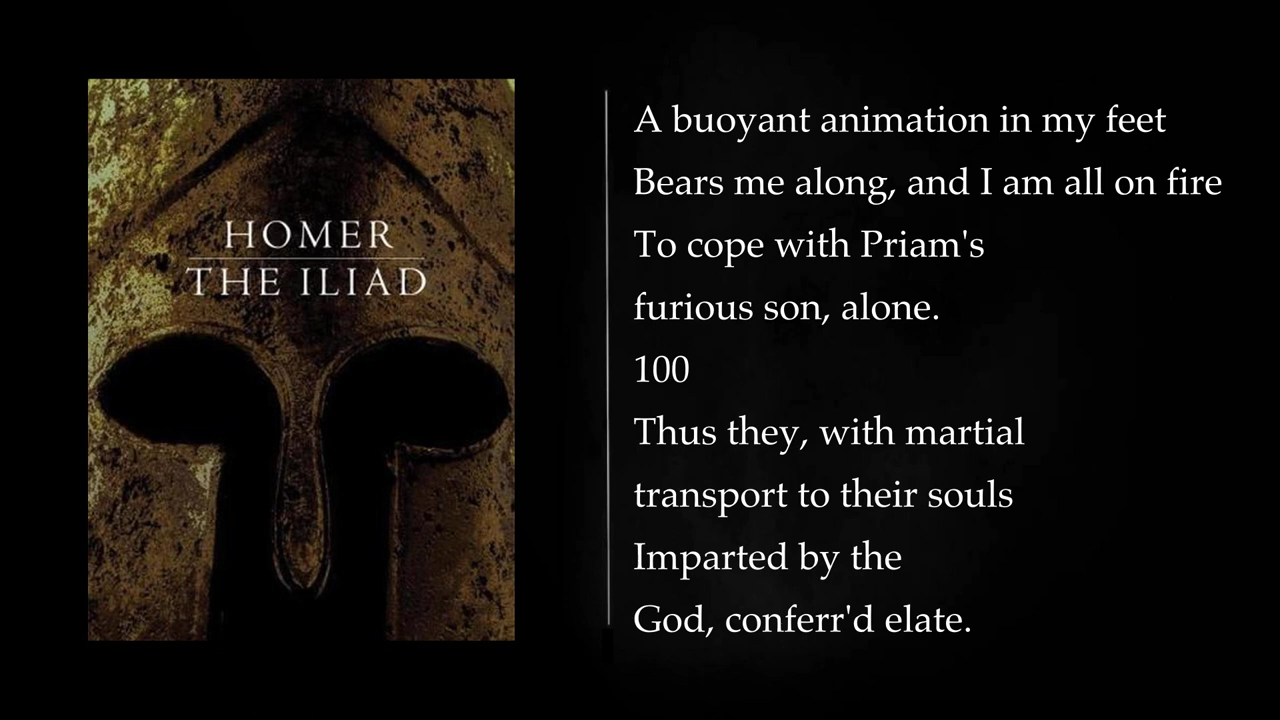 HOMER
THE ILIAD
A buoyant animation in my feet
Bears me along, and I am all on fire
To cope with Priam's
furious son, alone.
100
Thus they, with martial
transport to their souls
Imparted by the
God, conferr'd elate.